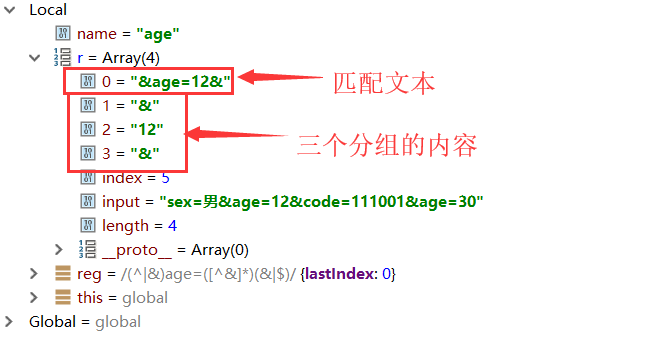 Local
name = "age"
r = Array(4)
0 = "&age=12&"
匹配文本
1 = "&"
2 = "12"
3 = "&"
三个分组的内容
index = 5
input = "sex=男&age=12&code=111001&age=30"
length = 4
__proto__ = Array(0)
reg = /(^|&)age=([^&]*)(&|$)/ {lastIndex: 0}
this = global
Global = global